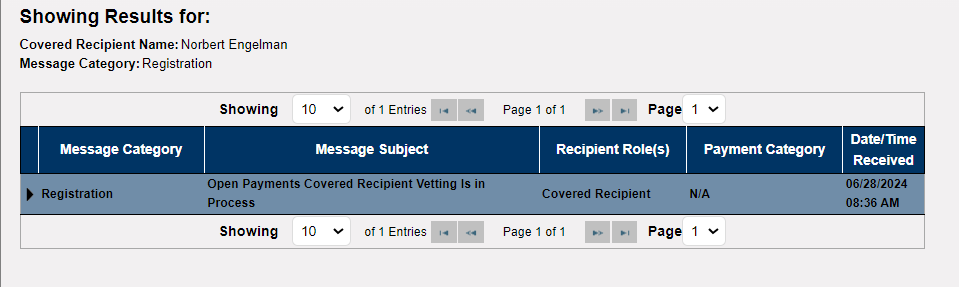 Showing Results for:
Covered Recipient Name: Norbert Engelman
Message Category: Registration
Showing 10 of 1 Entries Page 1 of 1 Page 1
Message Category Message Subject Recipient Role(s) Payment Category Date/Time
Received
Registration Open Payments Covered Recipient Vetting Is in
Process Covered Recipient N/A 06/28/2024
08:36 AM
Showing 10 of 1 Entries Page 1 of 1 Page 1